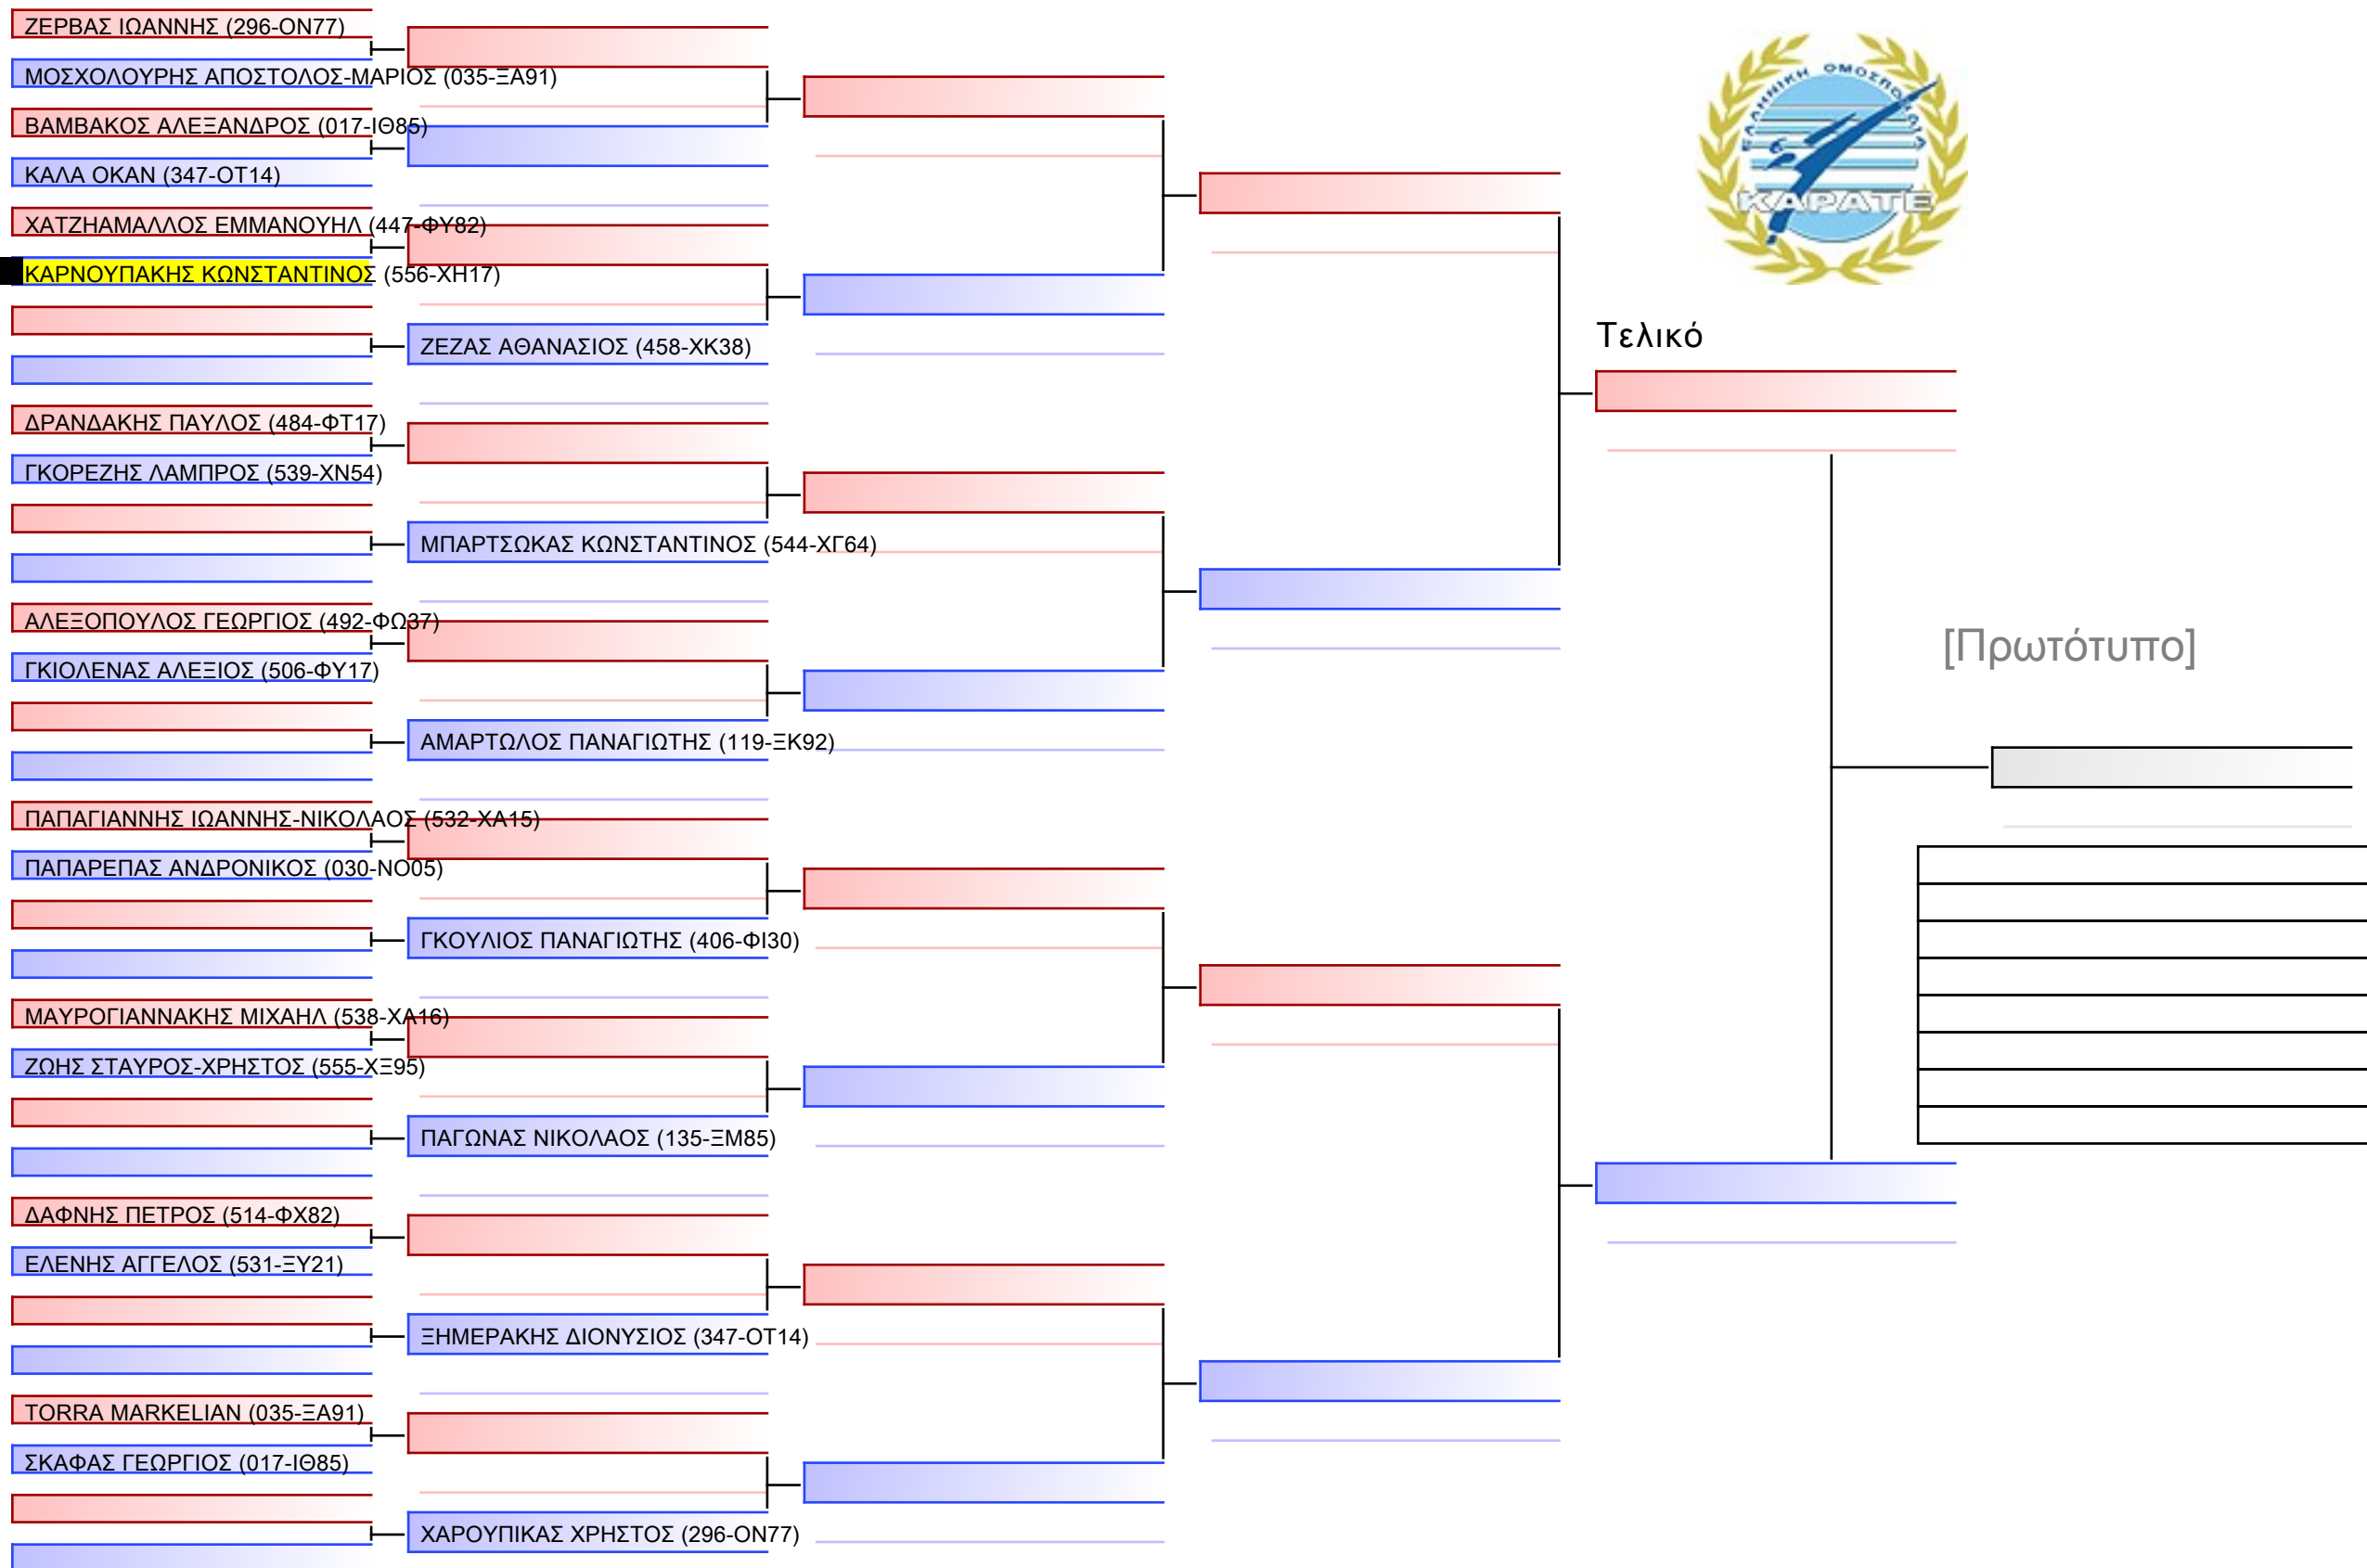 ΖΕΡΒΑΣ ΙΩΑΝΝΗΣ (296-ΟΝ77)
ΜΟΣΧΟΛΟΥΡΗΣ ΑΠΟΣΤΟΛΟΣ-ΜΑΡΙΟΣ (035-ΞΑ91)
ΒΑΜΒΑΚΟΣ ΑΛΕΞΑΝΔΡΟΣ (017-ΙΘ85)
ΚΑΛΑ ΟΚΑΝ (347-ΟΤ14)
ΧΑΤΖΗΑΜΑΛΛΟΣ ΕΜΜΑΝΟΥΗΛ (447-ΦΥ82)
ΚΑΡΝΟΥΠΑΚΗΣ ΚΩΝΣΤΑΝΤΙΝΟΣ (556-ΧΗ17)
ΖΕΖΑΣ ΑΘΑΝΑΣΙΟΣ (458-ΧΚ38)
ΔΡΑΝΔΑΚΗΣ ΠΑΥΛΟΣ (484-ΦΤ17)
ΓΚΟΡΕΖΗΣ ΛΑΜΠΡΟΣ (539-ΧΝ54)
ΜΠΑΡΤΣΩΚΑΣ ΚΩΝΣΤΑΝΤΙΝΟΣ (544-ΧΓ64)
ΑΛΕΞΟΠΟΥΛΟΣ ΓΕΩΡΓΙΟΣ (492-ΦΩ37)
ΓΚΙΟΛΕΝΑΣ ΑΛΕΞΙΟΣ (506-ΦΥ17)
ΑΜΑΡΤΩΛΟΣ ΠΑΝΑΓΙΩΤΗΣ (119-ΞΚ92)
ΠΑΠΑΓΙΑΝΝΗΣ ΙΩΑΝΝΗΣ-ΝΙΚΟΛΑΟΣ (532-ΧΑ15)
ΠΑΠΑΡΕΠΑΣ ΑΝΔΡΟΝΙΚΟΣ (030-ΝΟ05)
ΓΚΟΥΛΙΟΣ ΠΑΝΑΓΙΩΤΗΣ (406-ΦΙ30)
ΜΑΥΡΟΓΙΑΝΝΑΚΗΣ ΜΙΧΑΗΛ (538-ΧΑ16)
ΖΩΗΣ ΣΤΑΥΡΟΣ-ΧΡΗΣΤΟΣ (555-ΧΞ95)
ΠΑΓΩΝΑΣ ΝΙΚΟΛΑΟΣ (135-ΞΜ85)
ΔΑΦΝΗΣ ΠΕΤΡΟΣ (514-ΦΧ82)
ΕΛΕΝΗΣ ΑΓΓΕΛΟΣ (531-ΞΥ21)
ΞΗΜΕΡΑΚΗΣ ΔΙΟΝΥΣΙΟΣ (347-ΟΤ14)
TORRA MARKELIAN (035-ΞΑ91)
ΣΚΑΦΑΣ ΓΕΩΡΓΙΟΣ (017-ΙΘ85)
ΧΑΡΟΥΠΙΚΑΣ ΧΡΗΣΤΟΣ (296-ΟΝ77)
ΕΛΛΗΝΙΚΗ ΟΜΟΣΠΟΝΔΙΑ
ΚΑΡΑΤΕ
Τελικό
[Πρωτότυπο]